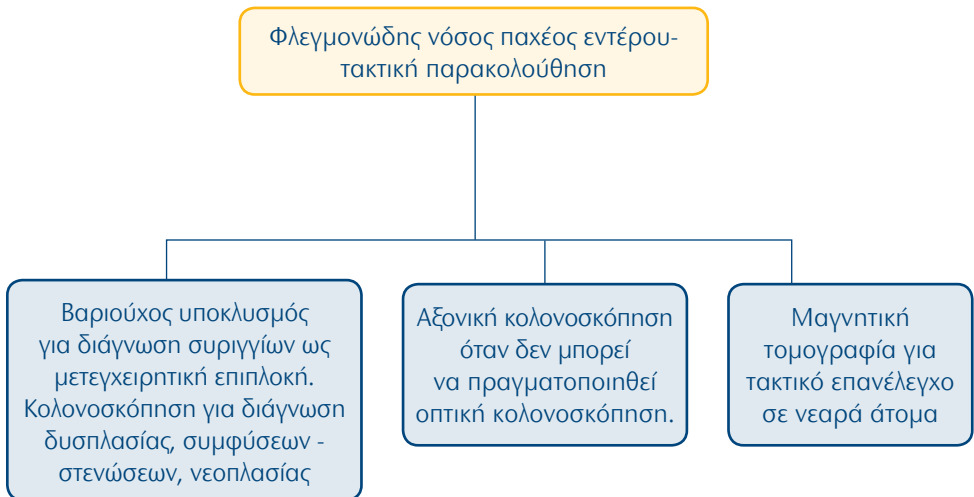 Φλεγμονώδης νόσος παχέος εντέρου-
τακτική παρακολούθηση
Βαριούχος υποκλυσμός
για διάγνωση συριγγίων ως
μετεγχειρητική επιπλοκή.
Κολονοσκόπηση για διάγνωση
δυσπλασίας, συμφύσεων -
στενώσεων, νεοπλασίας
Αξονική κολονοσκόπηση
όταν δεν μπορεί
να πραγματοποιηθεί
οπτική κολονοσκόπηση.
Μαγνητική
τομογραφία για
τακτικό επανέλεγχο
σε νεαρά άτομα